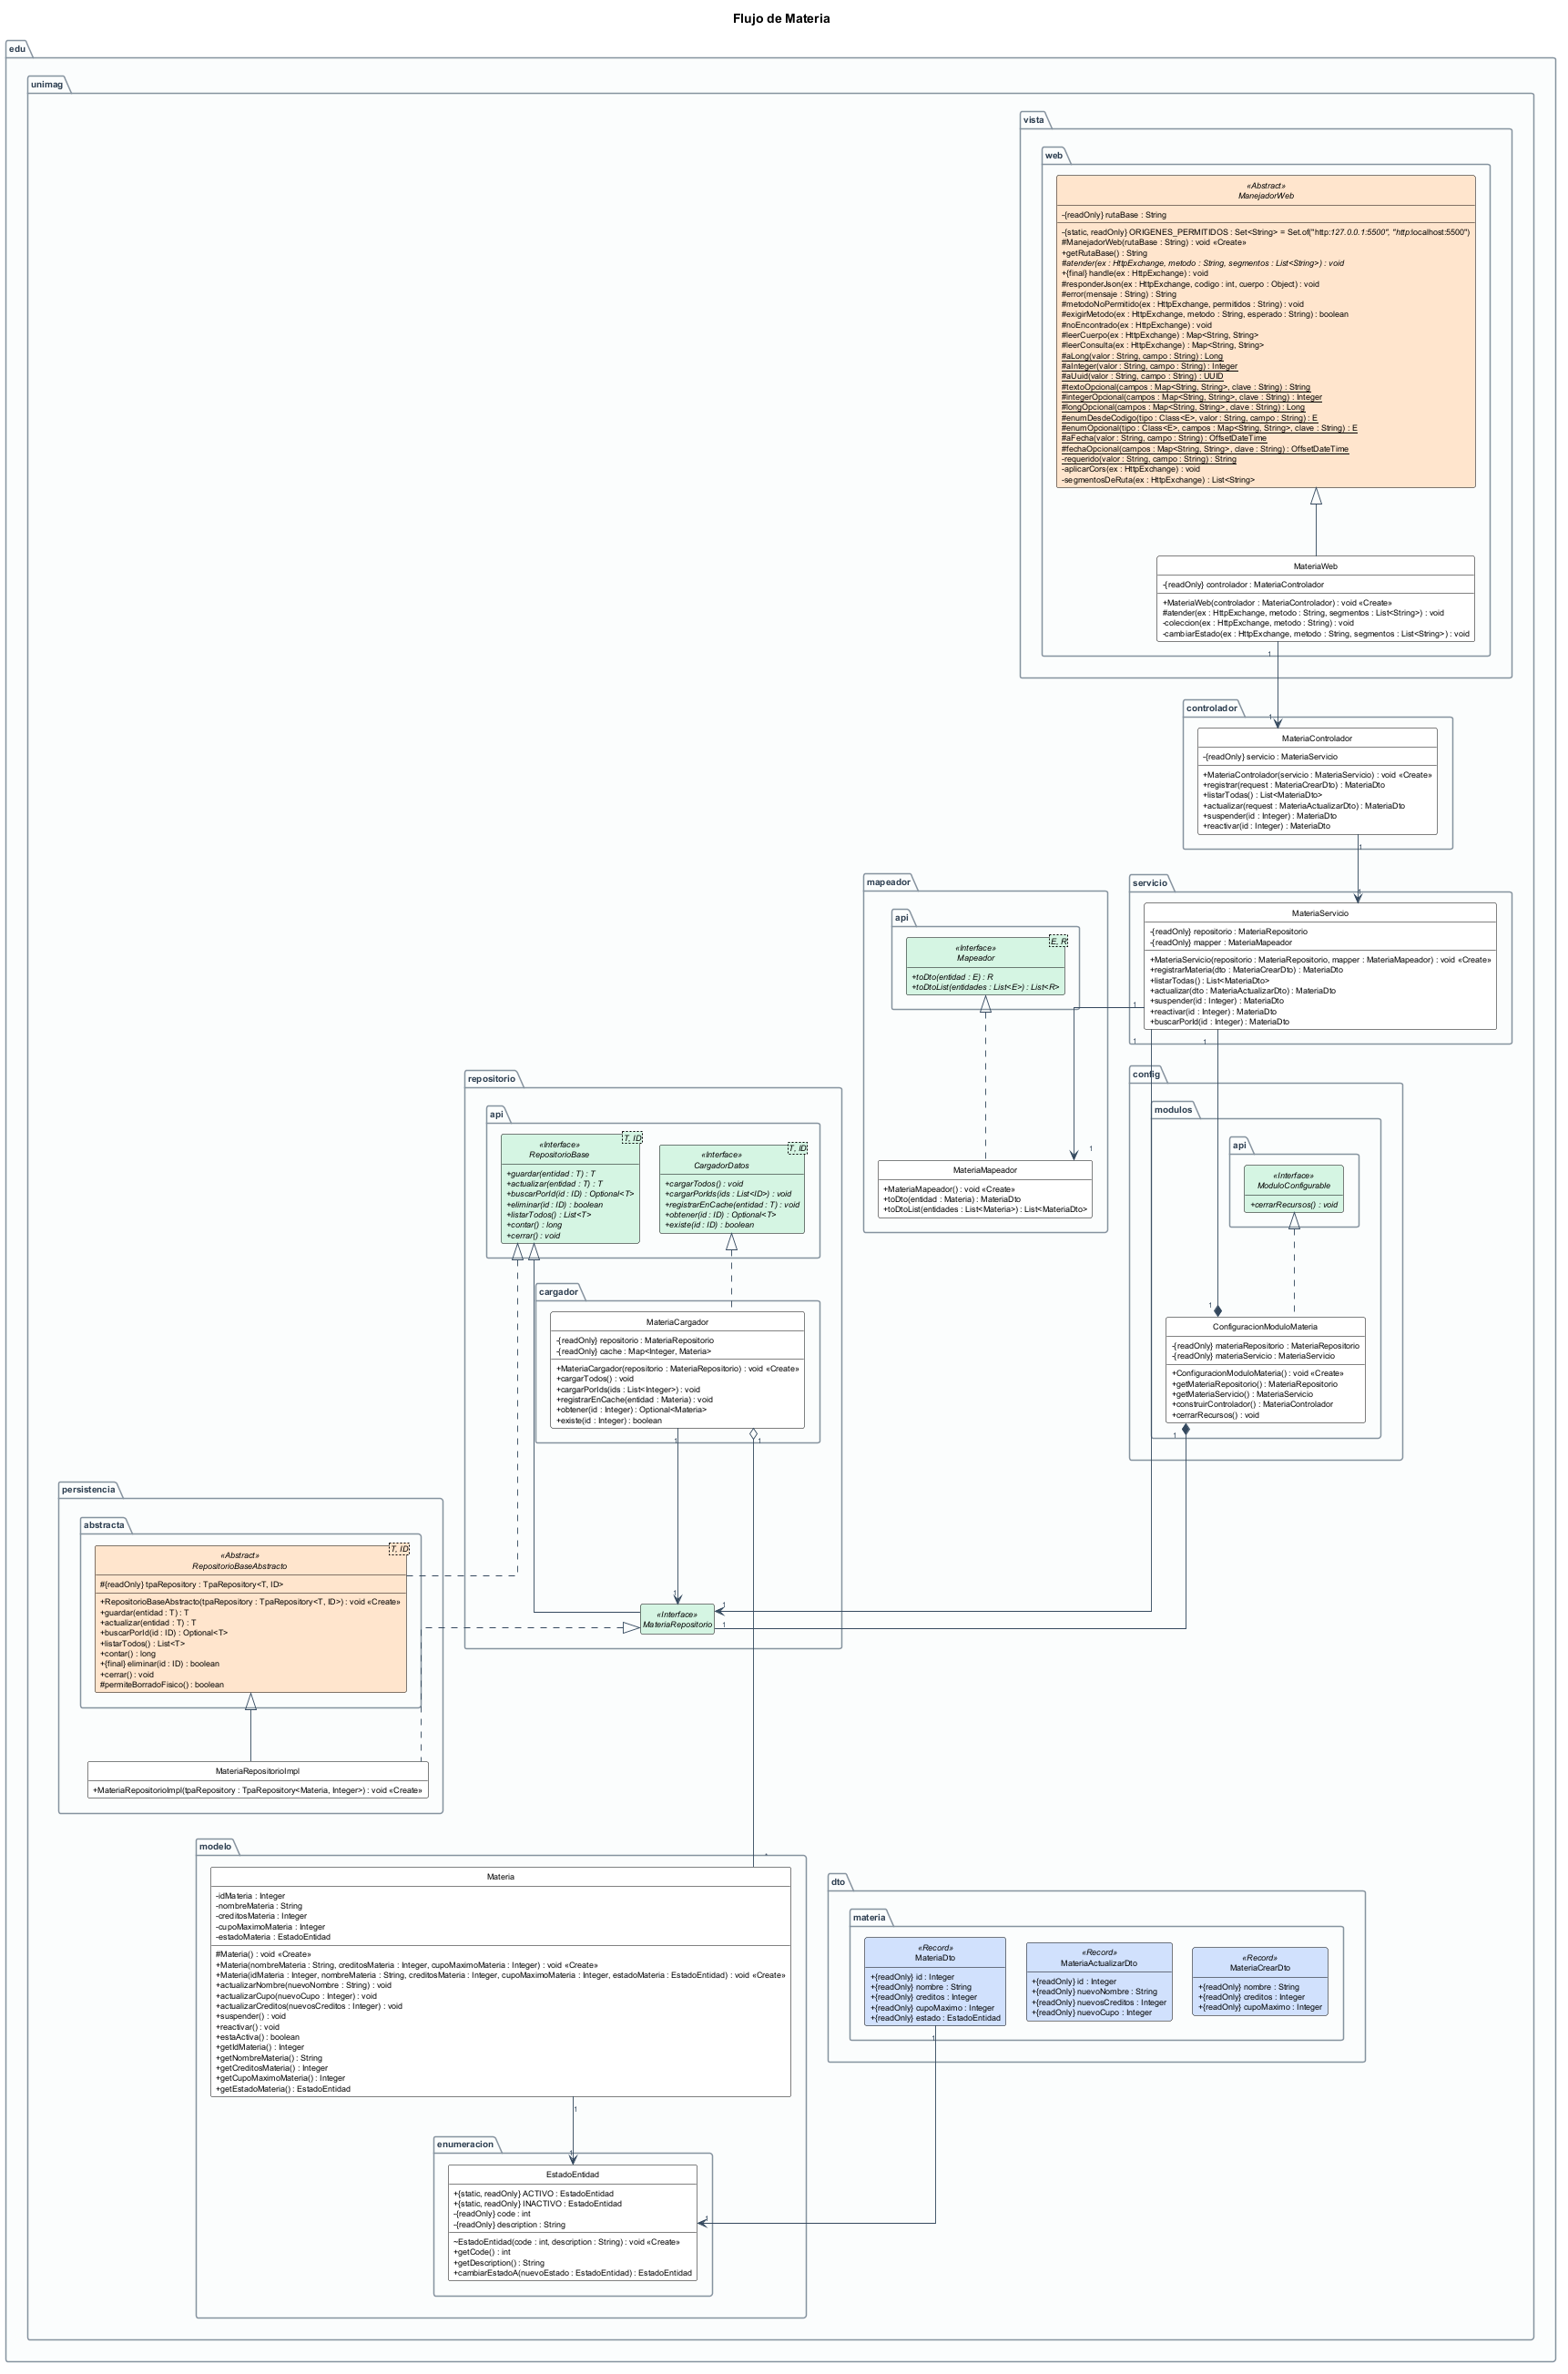 Flujo de Materia
edu
unimag
vista
web
«Abstract»
ManejadorWeb
-{readOnly} rutaBase : String
-{static, readOnly} ORIGENES_PERMITIDOS : Set<String> = Set.of("http:127.0.0.1:5500", "http:localhost:5500")
#ManejadorWeb(rutaBase : String) : void «Create»
+getRutaBase() : String
#atender(ex : HttpExchange, metodo : String, segmentos : List<String>) : void
+{final} handle(ex : HttpExchange) : void
#responderJson(ex : HttpExchange, codigo : int, cuerpo : Object) : void
#error(mensaje : String) : String
#metodoNoPermitido(ex : HttpExchange, permitidos : String) : void
#exigirMetodo(ex : HttpExchange, metodo : String, esperado : String) : boolean
#noEncontrado(ex : HttpExchange) : void
#leerCuerpo(ex : HttpExchange) : Map<String, String>
#leerConsulta(ex : HttpExchange) : Map<String, String>
#aLong(valor : String, campo : String) : Long
#aInteger(valor : String, campo : String) : Integer
#aUuid(valor : String, campo : String) : UUID
#textoOpcional(campos : Map<String, String>, clave : String) : String
#integerOpcional(campos : Map<String, String>, clave : String) : Integer
#longOpcional(campos : Map<String, String>, clave : String) : Long
#enumDesdeCodigo(tipo : Class<E>, valor : String, campo : String) : E
#enumOpcional(tipo : Class<E>, campos : Map<String, String>, clave : String) : E
#aFecha(valor : String, campo : String) : OffsetDateTime
#fechaOpcional(campos : Map<String, String>, clave : String) : OffsetDateTime
-requerido(valor : String, campo : String) : String
-aplicarCors(ex : HttpExchange) : void
-segmentosDeRuta(ex : HttpExchange) : List<String>
MateriaWeb
-{readOnly} controlador : MateriaControlador
+MateriaWeb(controlador : MateriaControlador) : void «Create»
#atender(ex : HttpExchange, metodo : String, segmentos : List<String>) : void
-coleccion(ex : HttpExchange, metodo : String) : void
-cambiarEstado(ex : HttpExchange, metodo : String, segmentos : List<String>) : void
1
1
controlador
MateriaControlador
-{readOnly} servicio : MateriaServicio
+MateriaControlador(servicio : MateriaServicio) : void «Create»
+registrar(request : MateriaCrearDto) : MateriaDto
+listarTodas() : List<MateriaDto>
+actualizar(request : MateriaActualizarDto) : MateriaDto
+suspender(id : Integer) : MateriaDto
+reactivar(id : Integer) : MateriaDto
1
1
servicio
MateriaServicio
-{readOnly} repositorio : MateriaRepositorio
-{readOnly} mapper : MateriaMapeador
+MateriaServicio(repositorio : MateriaRepositorio, mapper : MateriaMapeador) : void «Create»
+registrarMateria(dto : MateriaCrearDto) : MateriaDto
+listarTodas() : List<MateriaDto>
+actualizar(dto : MateriaActualizarDto) : MateriaDto
+suspender(id : Integer) : MateriaDto
+reactivar(id : Integer) : MateriaDto
+buscarPorId(id : Integer) : MateriaDto
1
1
1
mapeador
api
E, R
«Interface»
Mapeador
+toDto(entidad : E) : R
+toDtoList(entidades : List<E>) : List<R>
1
MateriaMapeador
+MateriaMapeador() : void «Create»
+toDto(entidad : Materia) : MateriaDto
+toDtoList(entidades : List<Materia>) : List<MateriaDto>
config
modulos
api
«Interface»
ModuloConfigurable
+cerrarRecursos() : void
1
ConfiguracionModuloMateria
-{readOnly} materiaRepositorio : MateriaRepositorio
-{readOnly} materiaServicio : MateriaServicio
+ConfiguracionModuloMateria() : void «Create»
+getMateriaRepositorio() : MateriaRepositorio
+getMateriaServicio() : MateriaServicio
+construirControlador() : MateriaControlador
+cerrarRecursos() : void
1
repositorio
api
T, ID
«Interface»
RepositorioBase
+guardar(entidad : T) : T
+actualizar(entidad : T) : T
+buscarPorId(id : ID) : Optional<T>
+eliminar(id : ID) : boolean
+listarTodos() : List<T>
+contar() : long
+cerrar() : void
T, ID
«Interface»
CargadorDatos
+cargarTodos() : void
+cargarPorIds(ids : List<ID>) : void
+registrarEnCache(entidad : T) : void
+obtener(id : ID) : Optional<T>
+existe(id : ID) : boolean
cargador
MateriaCargador
-{readOnly} repositorio : MateriaRepositorio
-{readOnly} cache : Map<Integer, Materia>
+MateriaCargador(repositorio : MateriaRepositorio) : void «Create»
+cargarTodos() : void
+cargarPorIds(ids : List<Integer>) : void
+registrarEnCache(entidad : Materia) : void
+obtener(id : Integer) : Optional<Materia>
+existe(id : Integer) : boolean
1
1
1
«Interface»
MateriaRepositorio
1
1
persistencia
abstracta
T, ID
«Abstract»
RepositorioBaseAbstracto
#{readOnly} tpaRepository : TpaRepository<T, ID>
+RepositorioBaseAbstracto(tpaRepository : TpaRepository<T, ID>) : void «Create»
+guardar(entidad : T) : T
+actualizar(entidad : T) : T
+buscarPorId(id : ID) : Optional<T>
+listarTodos() : List<T>
+contar() : long
+{final} eliminar(id : ID) : boolean
+cerrar() : void
#permiteBorradoFisico() : boolean
MateriaRepositorioImpl
+MateriaRepositorioImpl(tpaRepository : TpaRepository<Materia, Integer>) : void «Create»
modelo
Materia
-idMateria : Integer
-nombreMateria : String
-creditosMateria : Integer
-cupoMaximoMateria : Integer
-estadoMateria : EstadoEntidad
#Materia() : void «Create»
+Materia(nombreMateria : String, creditosMateria : Integer, cupoMaximoMateria : Integer) : void «Create»
+Materia(idMateria : Integer, nombreMateria : String, creditosMateria : Integer, cupoMaximoMateria : Integer, estadoMateria : EstadoEntidad) : void «Create»
+actualizarNombre(nuevoNombre : String) : void
+actualizarCupo(nuevoCupo : Integer) : void
+actualizarCreditos(nuevosCreditos : Integer) : void
+suspender() : void
+reactivar() : void
+estaActiva() : boolean
+getIdMateria() : Integer
+getNombreMateria() : String
+getCreditosMateria() : Integer
+getCupoMaximoMateria() : Integer
+getEstadoMateria() : EstadoEntidad
1
1
enumeracion
EstadoEntidad
+{static, readOnly} ACTIVO : EstadoEntidad
+{static, readOnly} INACTIVO : EstadoEntidad
-{readOnly} code : int
-{readOnly} description : String
~EstadoEntidad(code : int, description : String) : void «Create»
+getCode() : int
+getDescription() : String
+cambiarEstadoA(nuevoEstado : EstadoEntidad) : EstadoEntidad
1
dto
materia
«Record»
MateriaDto
+{readOnly} id : Integer
+{readOnly} nombre : String
+{readOnly} creditos : Integer
+{readOnly} cupoMaximo : Integer
+{readOnly} estado : EstadoEntidad
1
«Record»
MateriaActualizarDto
+{readOnly} id : Integer
+{readOnly} nuevoNombre : String
+{readOnly} nuevosCreditos : Integer
+{readOnly} nuevoCupo : Integer
«Record»
MateriaCrearDto
+{readOnly} nombre : String
+{readOnly} creditos : Integer
+{readOnly} cupoMaximo : Integer